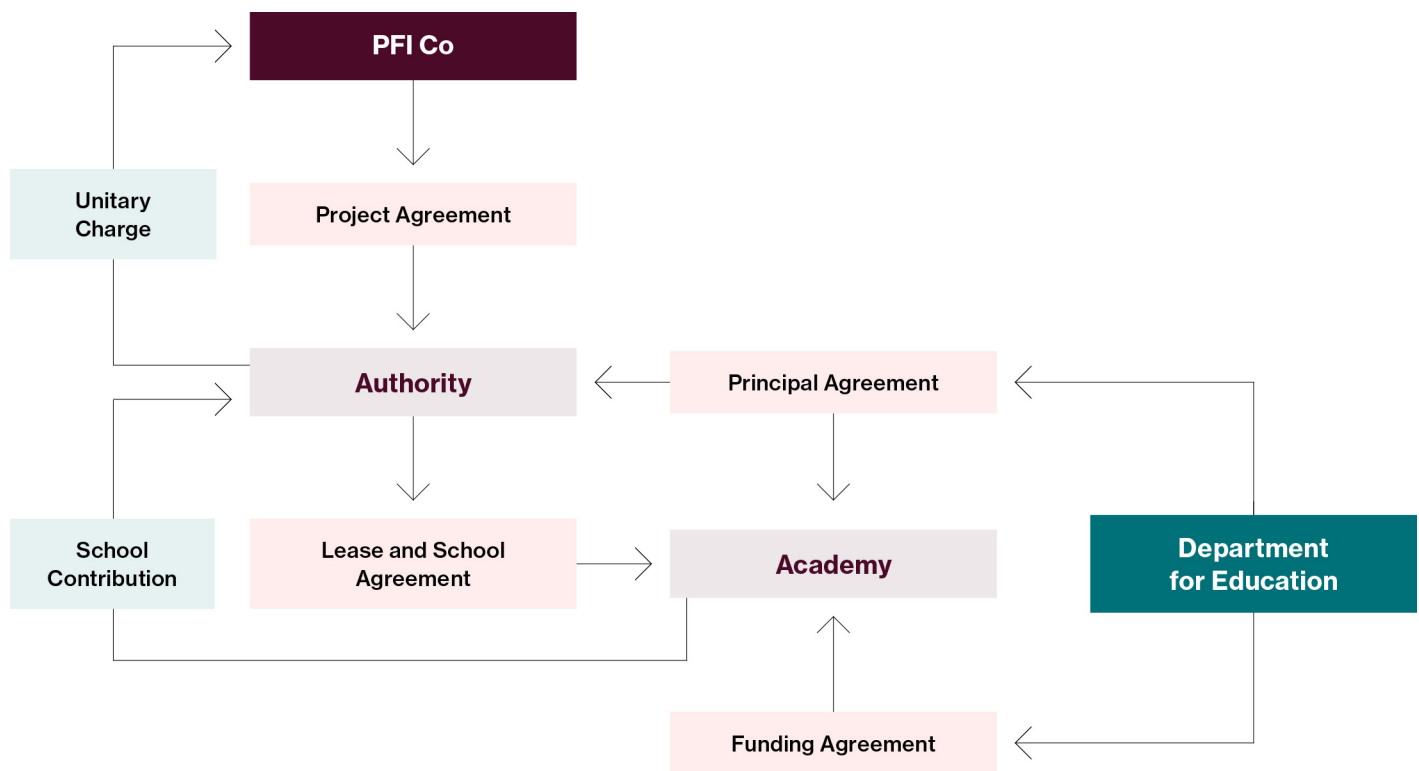 PFI Co
Unitary
Charge
Project Agreement
Authority
Principal Agreement
School
Contribution
Lease and School
Agreement
Academy
Department
for Education
Funding Agreement